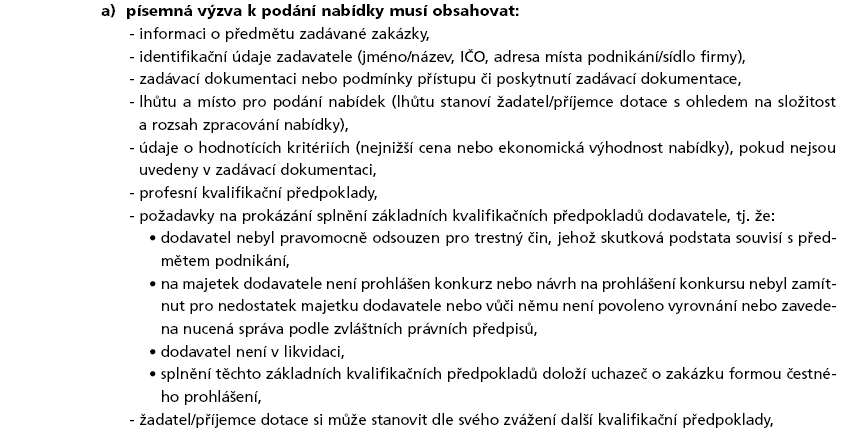 a) písemná výzva k podání nabídky musí obsahovat:
- informaci o předmětu zadávané zakázky,
- identifikační údaje zadavatele (jméno/název, IČO, adresa místa podnikání/sídlo firmy),
- zadávací dokumentaci nebo podmínky přístupu či poskytnutí zadávací dokumentace,
- lhůtu a místo pro podání nabídek (lhůtu stanoví žadatel/příjemce dotace s ohledem na složitost
a rozsah zpracování nabídky),
- údaje o hodnotících kritériích (nejnižší cena nebo ekonomická výhodnost nabídky), pokud nejsou
uvedeny v zadávací dokumentaci,
- profesní kvalifikační předpoklady,
- požadavky na prokázání splnění základních kvalifikačních předpokladů dodavatele, tj. že:
• dodavatel nebyl pravomocně odsouzen pro trestný čin, jehož skutková podstata souvisí s před-
mětem podnikání,
• na majetek dodavatele není prohlášen konkurz nebo návrh na prohlášení konkursu nebyl zamít-
nut pro nedostatek majetku dodavatele nebo vůči němu není povoleno vyrovnání nebo zavede-
na nucená správa podle zvláštních právních předpisů,
• dodavatel není v likvidaci,
• splnění těchto základních kvalifikačních předpokladů doloží uchazeč o zakázku formou čestné-
ho prohlášení,
- žadatel/příjemce dotace si může stanovit dle svého zvážení další kvalifikační předpoklady,